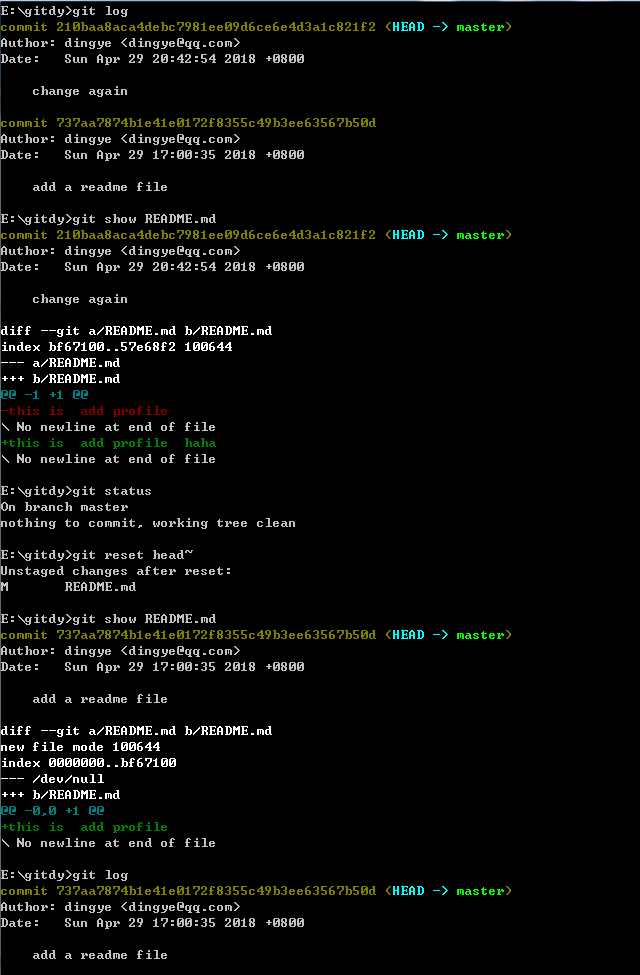 E:\gitdy>git log
commit 210baa8aca4debc7981ee09d6ce6e4d3a1c821f2 (HEAD -> master)
Author: dingye <dingye@qq.com>
Date:   Sun Apr 29 20:42:54 2018 +0800
    change again
commit 737aa7874b1e41e0172f8355c49b3ee63567b50d
Author: dingye <dingye@qq.com>
Date:   Sun Apr 29 17:00:35 2018 +0800
    add a readme file
E:\gitdy>git show README.md
commit 210baa8aca4debc7981ee09d6ce6e4d3a1c821f2 (HEAD -> master)
Author: dingye <dingye@qq.com>
Date:   Sun Apr 29 20:42:54 2018 +0800
    change again
diff --git a/README.md b/README.md
index bf67100..57e68f2 100644
--- a/README.md
+++ b/README.md
@@ -1 +1 @@
-this is  add profile
\ No newline at end of file
+this is  add profile  haha
\ No newline at end of file
E:\gitdy>git status
On branch master
nothing to commit, working tree clean
E:\gitdy>git reset head~
Unstaged changes after reset:
M       README.md
E:\gitdy>git show README.md
commit 737aa7874b1e41e0172f8355c49b3ee63567b50d (HEAD -> master)
Author: dingye <dingye@qq.com>
Date:   Sun Apr 29 17:00:35 2018 +0800
    add a readme file
diff --git a/README.md b/README.md
new file mode 100644
index 0000000..bf67100
--- /dev/null
+++ b/README.md
@@ -0,0 +1 @@
+this is  add profile
\ No newline at end of file
E:\gitdy>git log
commit 737aa7874b1e41e0172f8355c49b3ee63567b50d (HEAD -> master)
Author: dingye <dingye@qq.com>
Date:   Sun Apr 29 17:00:35 2018 +0800
    add a readme file